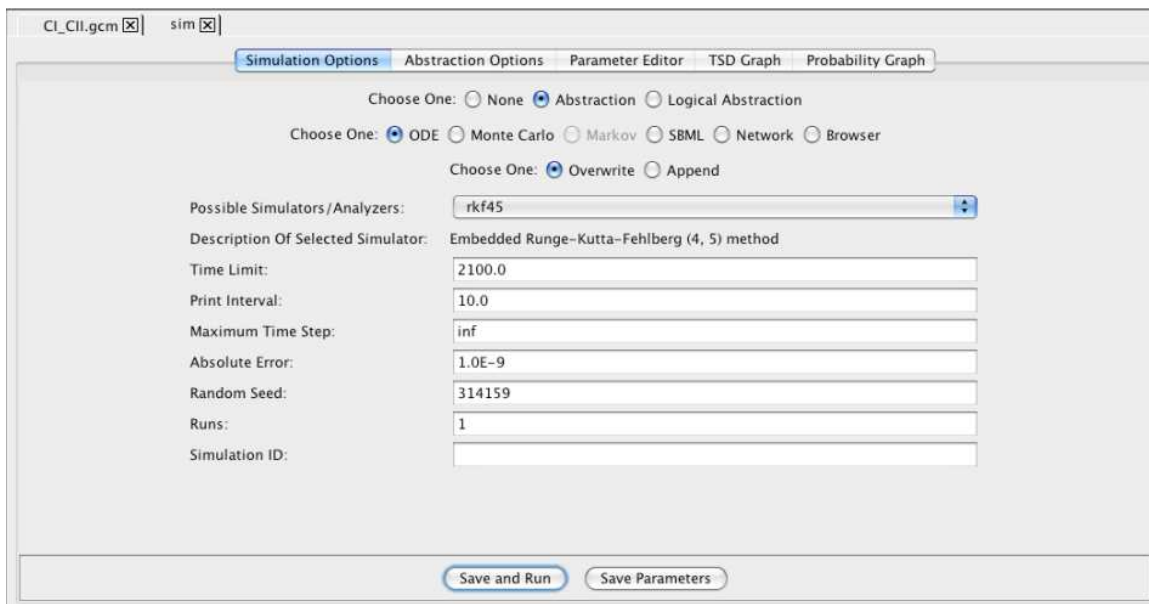 CI_CII.gcm sim
Simulation Options Abstraction Options Parameter Editor TSD Graph Probability Graph
Choose One: None Abstraction Logical Abstraction
Choose One: ODE Monte Carlo Markov SBML Network Browser
Choose One: Overwrite Append
Possible Simulators/Analyzers: rkf45
Description Of Selected Simulator: Embedded Runge-Kutta-Fehlberg (4, 5) method
Time Limit: 2100.0
Print Interval: 10.0
Maximum Time Step: inf
Absolute Error: 1.0E-9
Random Seed: 314159
Runs: 1
Simulation ID:
Save and Run Save Parameters